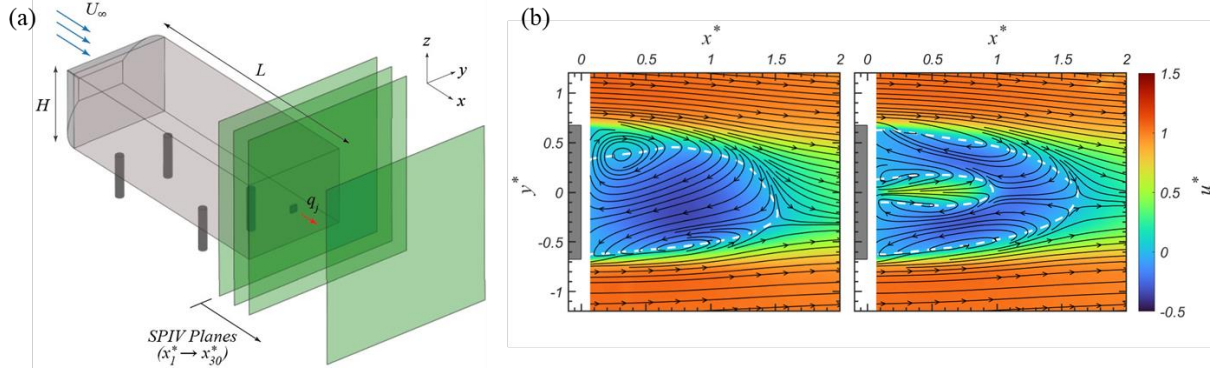 (a)
U∞
H
L
z
y
x
q_j
SPIV Planes
(x*₁ → x*₃₀)
(b)
x*
x*
0 0.5 1 1.5 2
0 0.5 1 1.5 2
y*
1
0.5
0
-0.5
-1
1.5
1
0.5
0
-0.5
u*